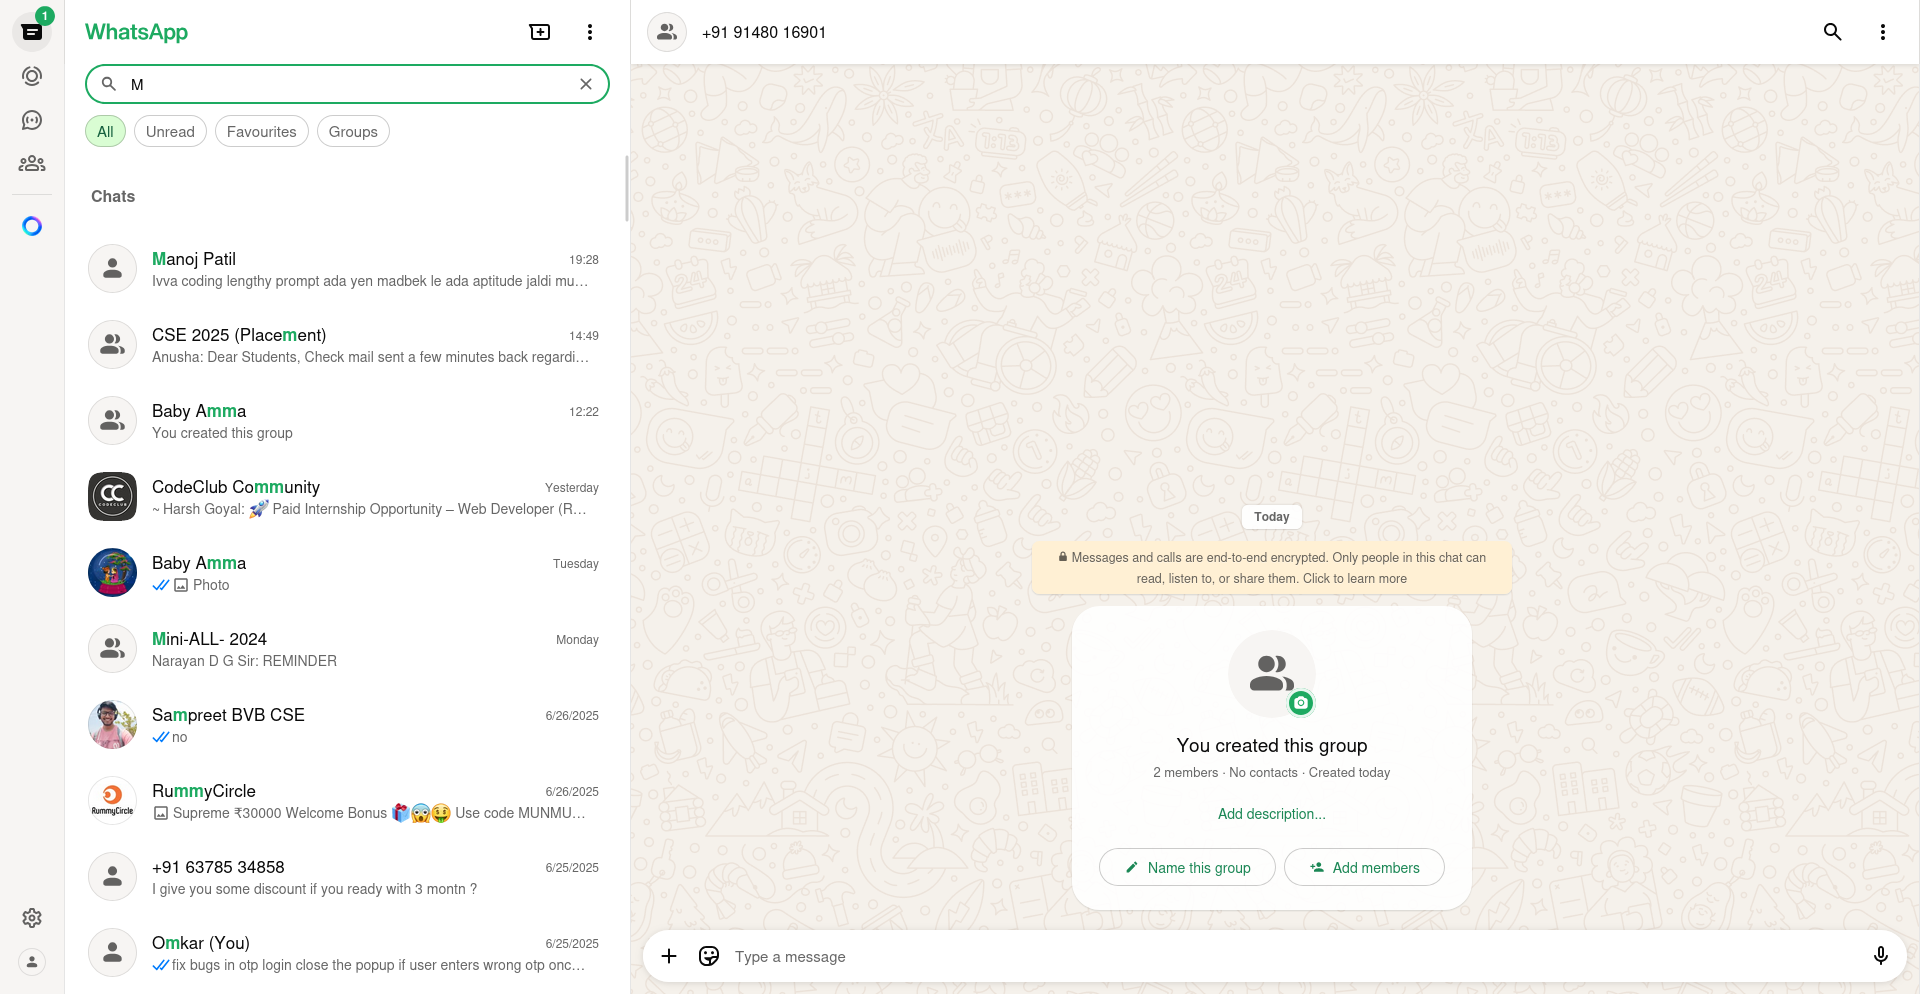 1
WhatsApp
M
All
Unread
Favourites
Groups
Chats
Manoj Patil
19:28
Ivva coding lengthy prompt ada yen madbek le ada aptitude jaldi mu…
CSE 2025 (Placement)
14:49
Anusha: Dear Students, Check mail sent a few minutes back regardi…
Baby Amma
12:22
You created this group
CC
CODECLUB
CodeClub Community
Yesterday
~ Harsh Goyal: 🚀 Paid Internship Opportunity – Web Developer (R…
Baby Amma
Tuesday
Photo
Mini-ALL- 2024
Monday
Narayan D G Sir: REMINDER
Sampreet BVB CSE
6/26/2025
no
RummyCircle
RummyCircle
6/26/2025
Supreme ₹30000 Welcome Bonus 🎁😱🤑 Use code MUNMU…
+91 63785 34858
6/25/2025
I give you some discount if you ready with 3 montn ?
Omkar (You)
6/25/2025
fix bugs in otp login close the popup if user enters wrong otp onc…
+91 91480 16901
Today
Messages and calls are end-to-end encrypted. Only people in this chat can
read, listen to, or share them. Click to learn more
You created this group
2 members · No contacts · Created today
Add description...
Name this group
Add members
Type a message